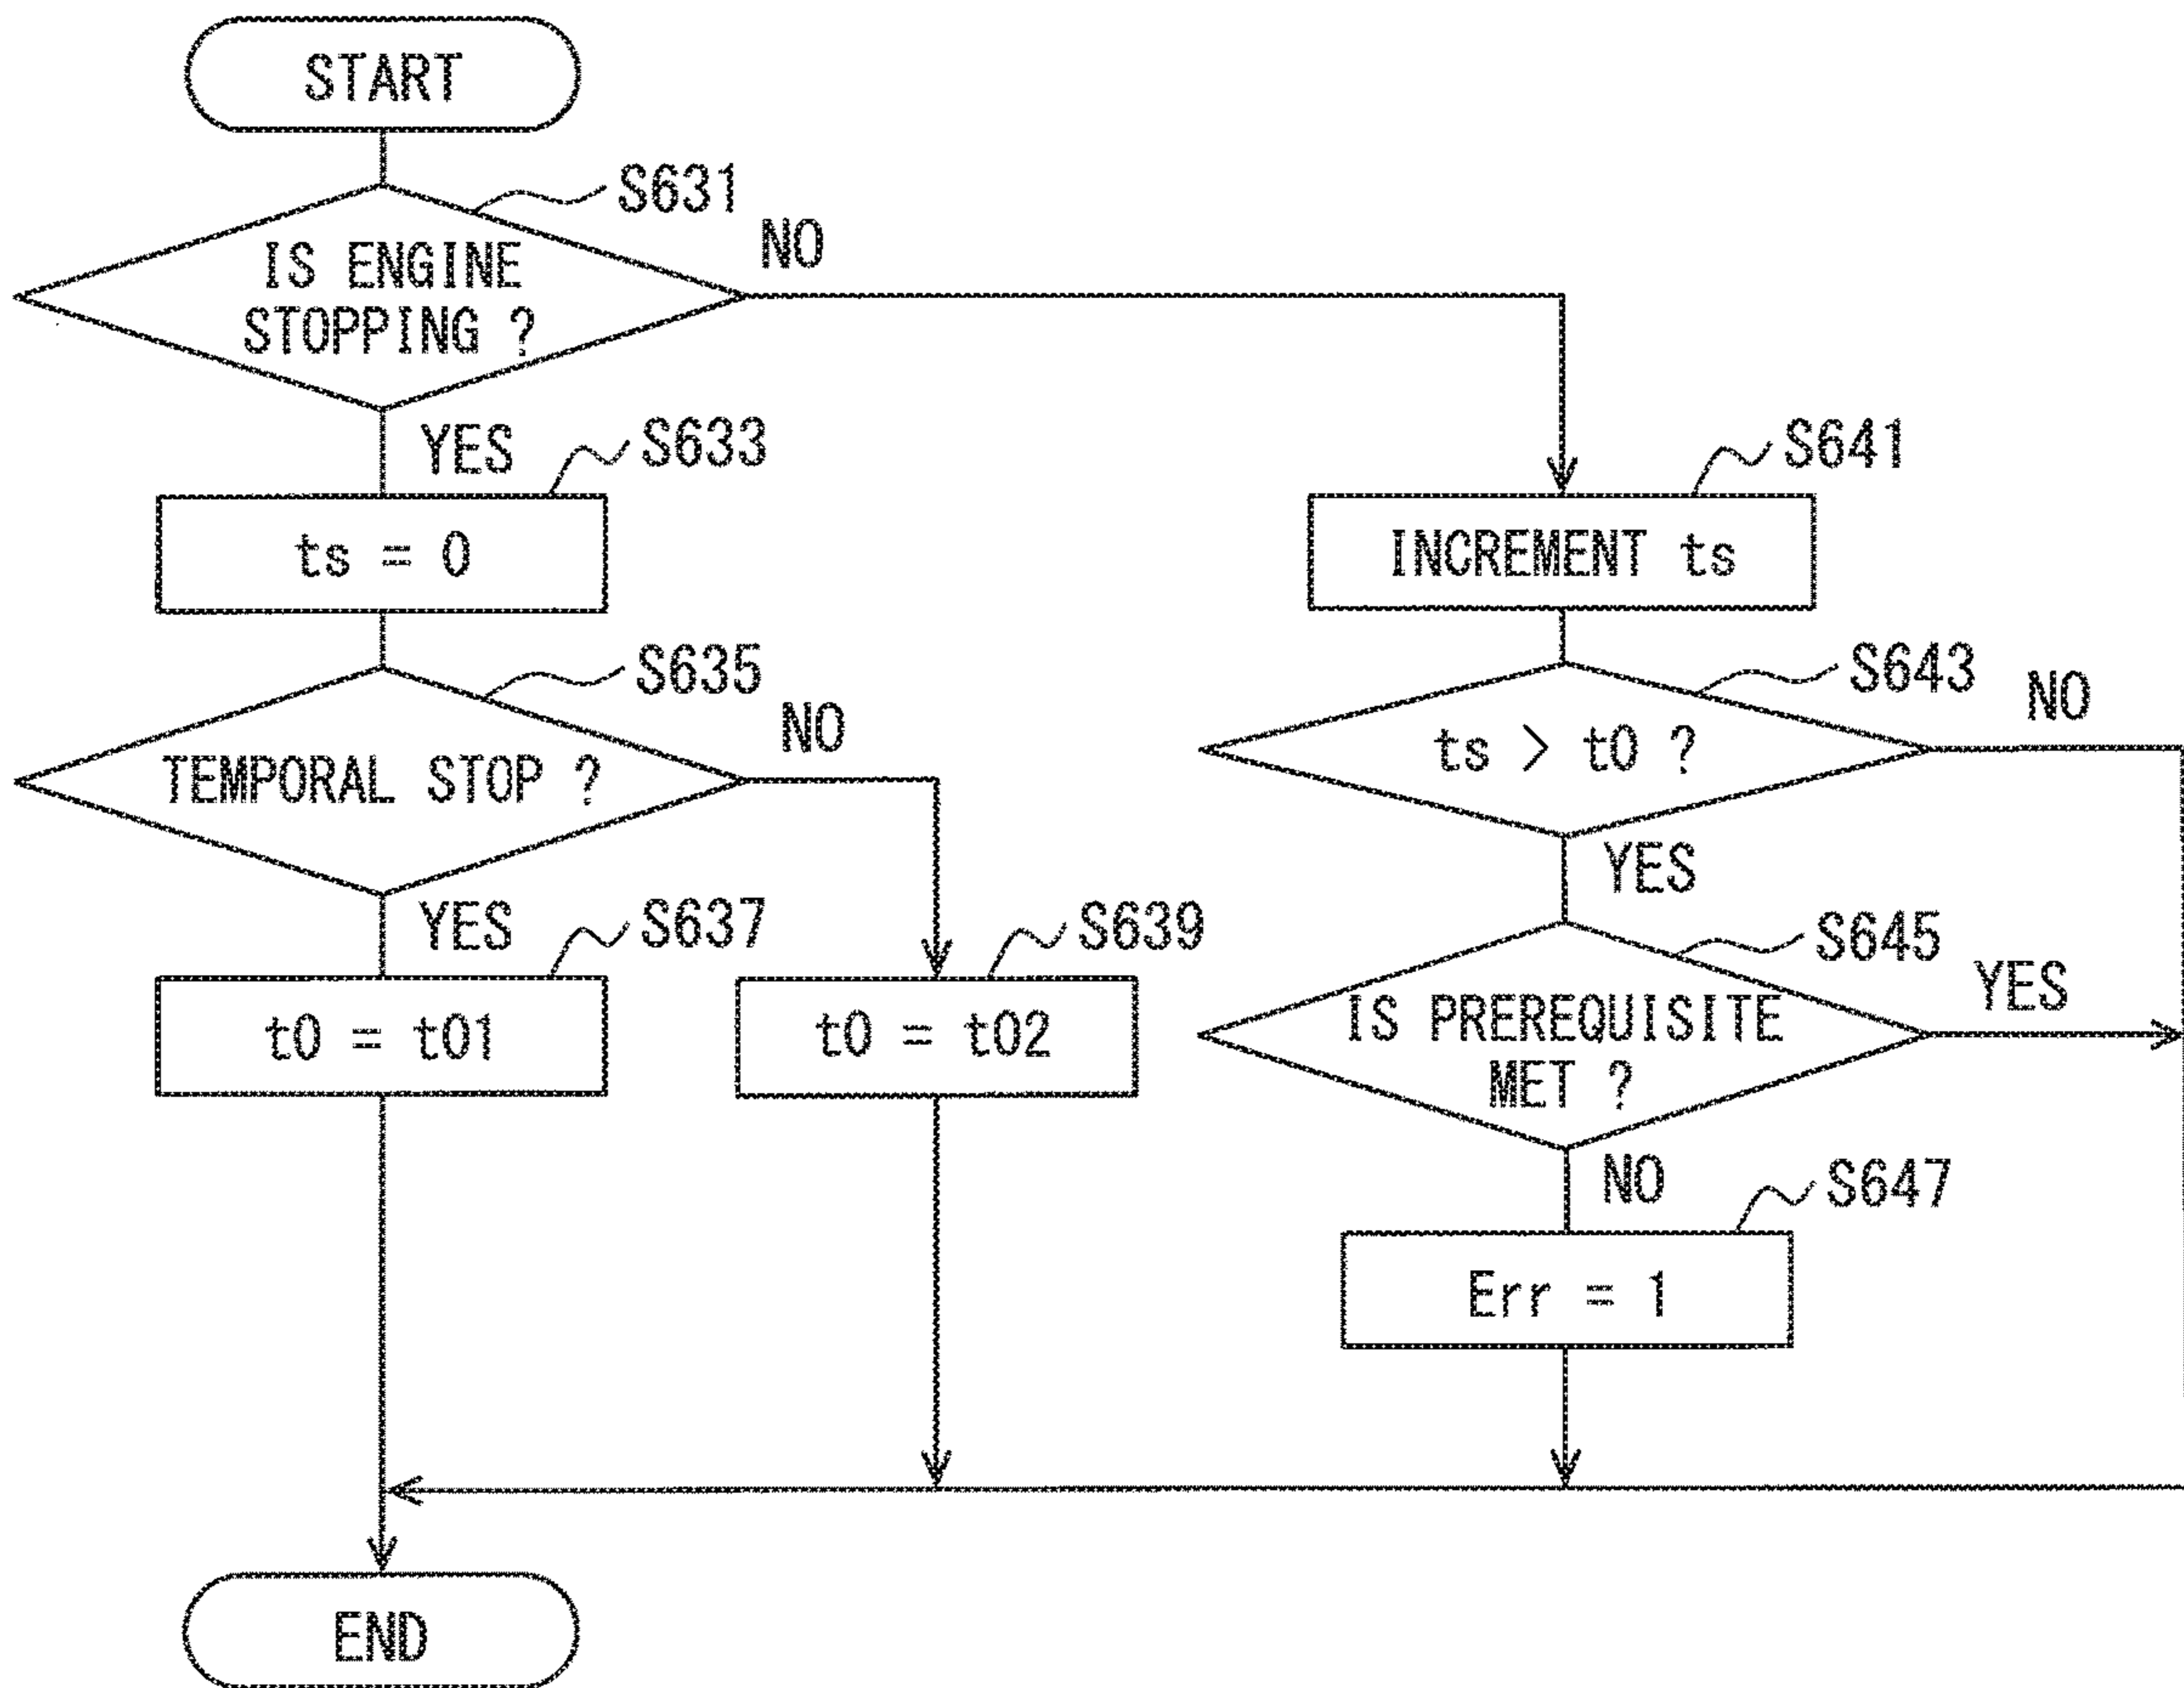 START
S631
NO
IS ENGINE
STOPPING ?
YES
S633
ts = 0
S635
NO
TEMPORAL STOP ?
YES
S637
t0 = t01
S639
t0 = t02
S641
INCREMENT ts
S643
NO
ts > t0 ?
YES
S645
YES
IS PREREQUISITE
MET ?
NO
S647
Err = 1
END